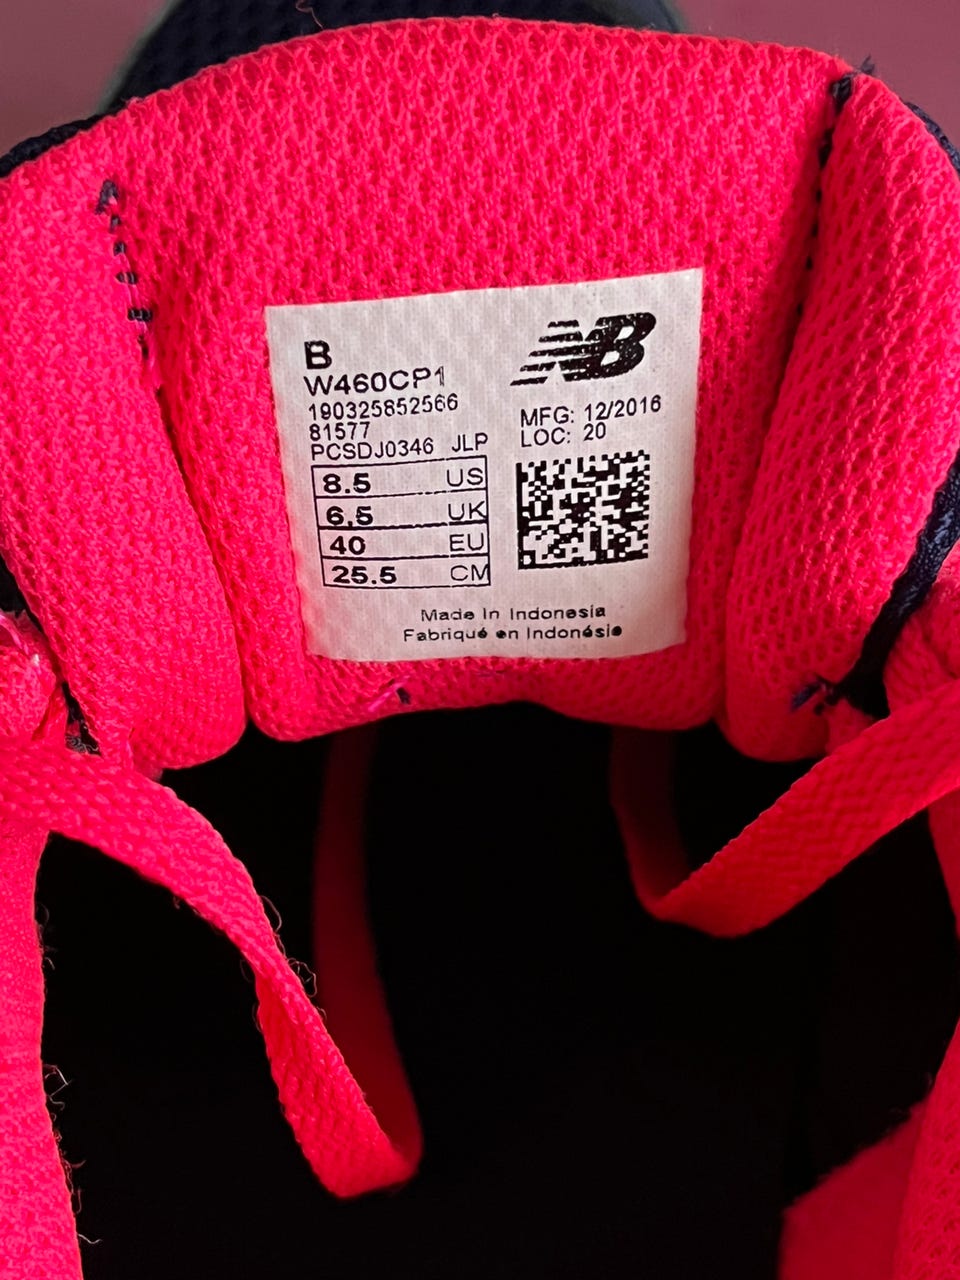 B
W460CP1
190325852566
81577
PCSDJ0346 JLP
8.5 US
6,5 UK
40 EU
25.5 CM
NB
MFG: 12/2016
LOC: 20
Made In Indonesia
Fabriqué en Indonésie